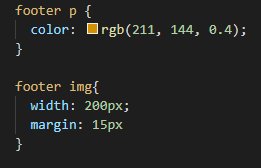 footer p {
color: rgb(211, 144, 0.4);
}
footer img{
width: 200px;
margin: 15px
}